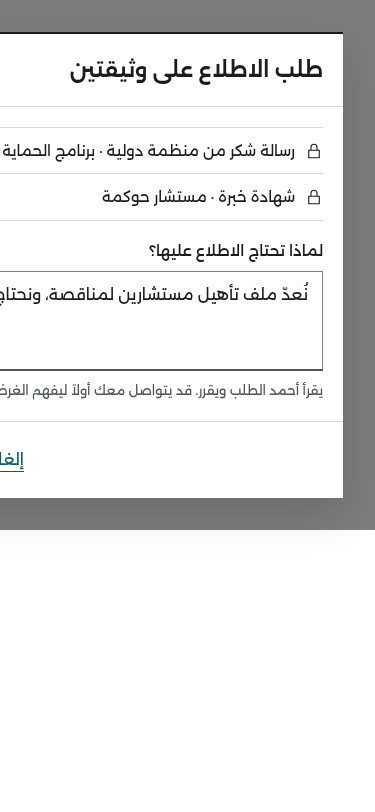 طلب الاطلاع على وثيقتين
رسالة شكر من منظمة دولية · برنامج الحماية
شهادة خبرة · مستشار حوكمة
لماذا تحتاج الاطلاع عليها؟
نُعدّ ملف تأهيل مستشارين لمناقصة، ونحتاج
يقرأ أحمد الطلب ويقرر. قد يتواصل معك أولاً ليفهم الغرض